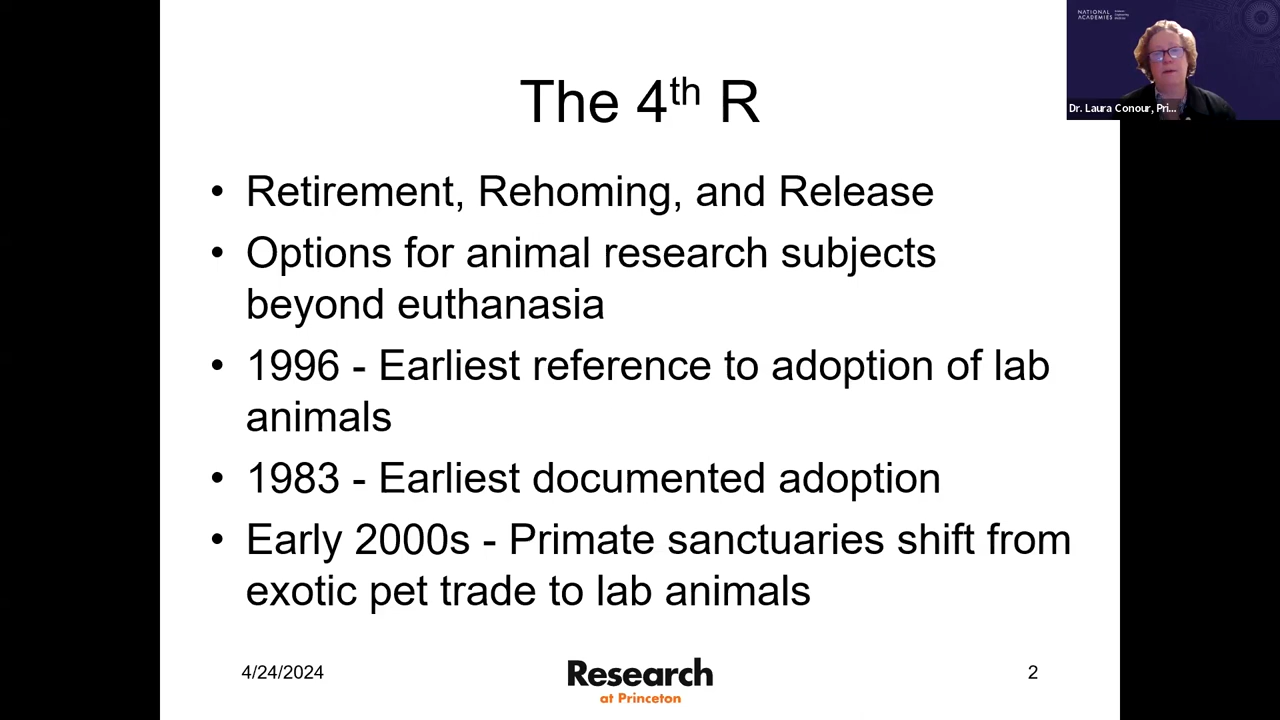 NATIONAL
ACADEMIES
Dr. Laura Conour, Pri...
The 4th R
• Retirement, Rehoming, and Release
• Options for animal research subjects
beyond euthanasia
• 1996 - Earliest reference to adoption of lab
animals
• 1983 - Earliest documented adoption
• Early 2000s - Primate sanctuaries shift from
exotic pet trade to lab animals
4/24/2024
Research
at Princeton
2